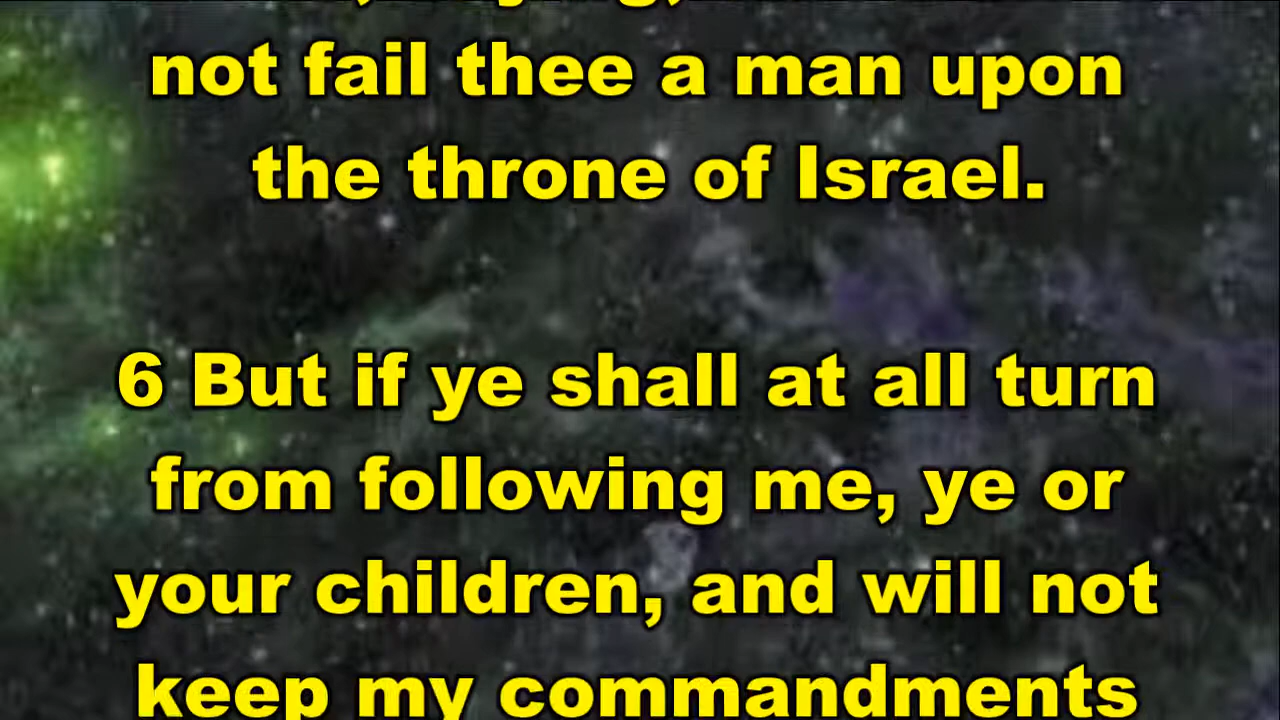 not fail thee a man upon
the throne of Israel.
6 But if ye shall at all turn
from following me, ye or
your children, and will not
keep my commandments